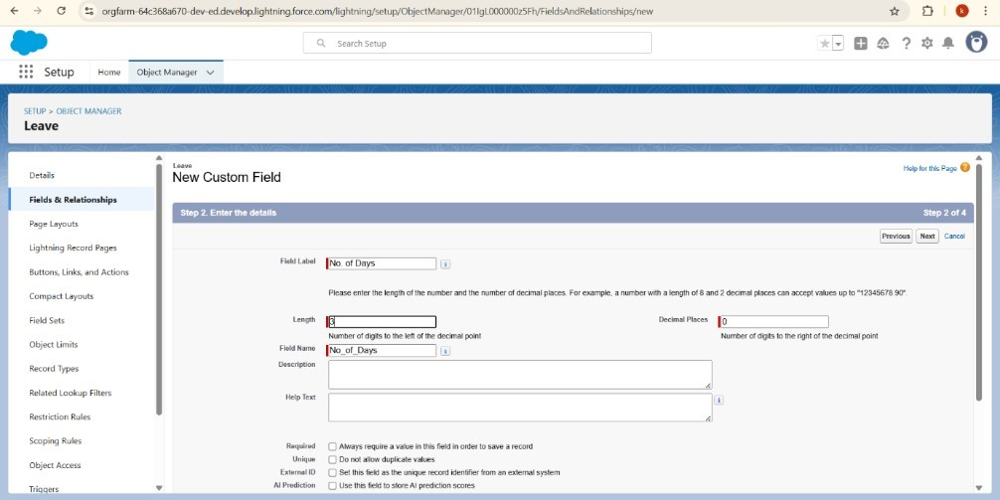 orgfarm-64c368a670-dev-ed.develop.lightning.force.com/lightning/setup/ObjectManager/01IgL000000z5Fh/FieldsAndRelationships/new
k
Search Setup
Setup
Home
Object Manager
SETUP > OBJECT MANAGER
Leave
Details
Fields & Relationships
Page Layouts
Lightning Record Pages
Buttons, Links, and Actions
Compact Layouts
Field Sets
Object Limits
Record Types
Related Lookup Filters
Restriction Rules
Scoping Rules
Object Access
Triggers
Leave
New Custom Field
Help for this Page ?
Step 2. Enter the details
Step 2 of 4
Previous Next Cancel
Field Label No. of Days i
Please enter the length of the number and the number of decimal places. For example, a number with a length of 8 and 2 decimal places can accept values up to "12345678.90".
Length 3
Number of digits to the left of the decimal point
Decimal Places 0
Number of digits to the right of the decimal point
Field Name No_of_Days i
Description
Help Text i
Required Always require a value in this field in order to save a record
Unique Do not allow duplicate values
External ID Set this field as the unique record identifier from an external system
AI Prediction Use this field to store AI prediction scores